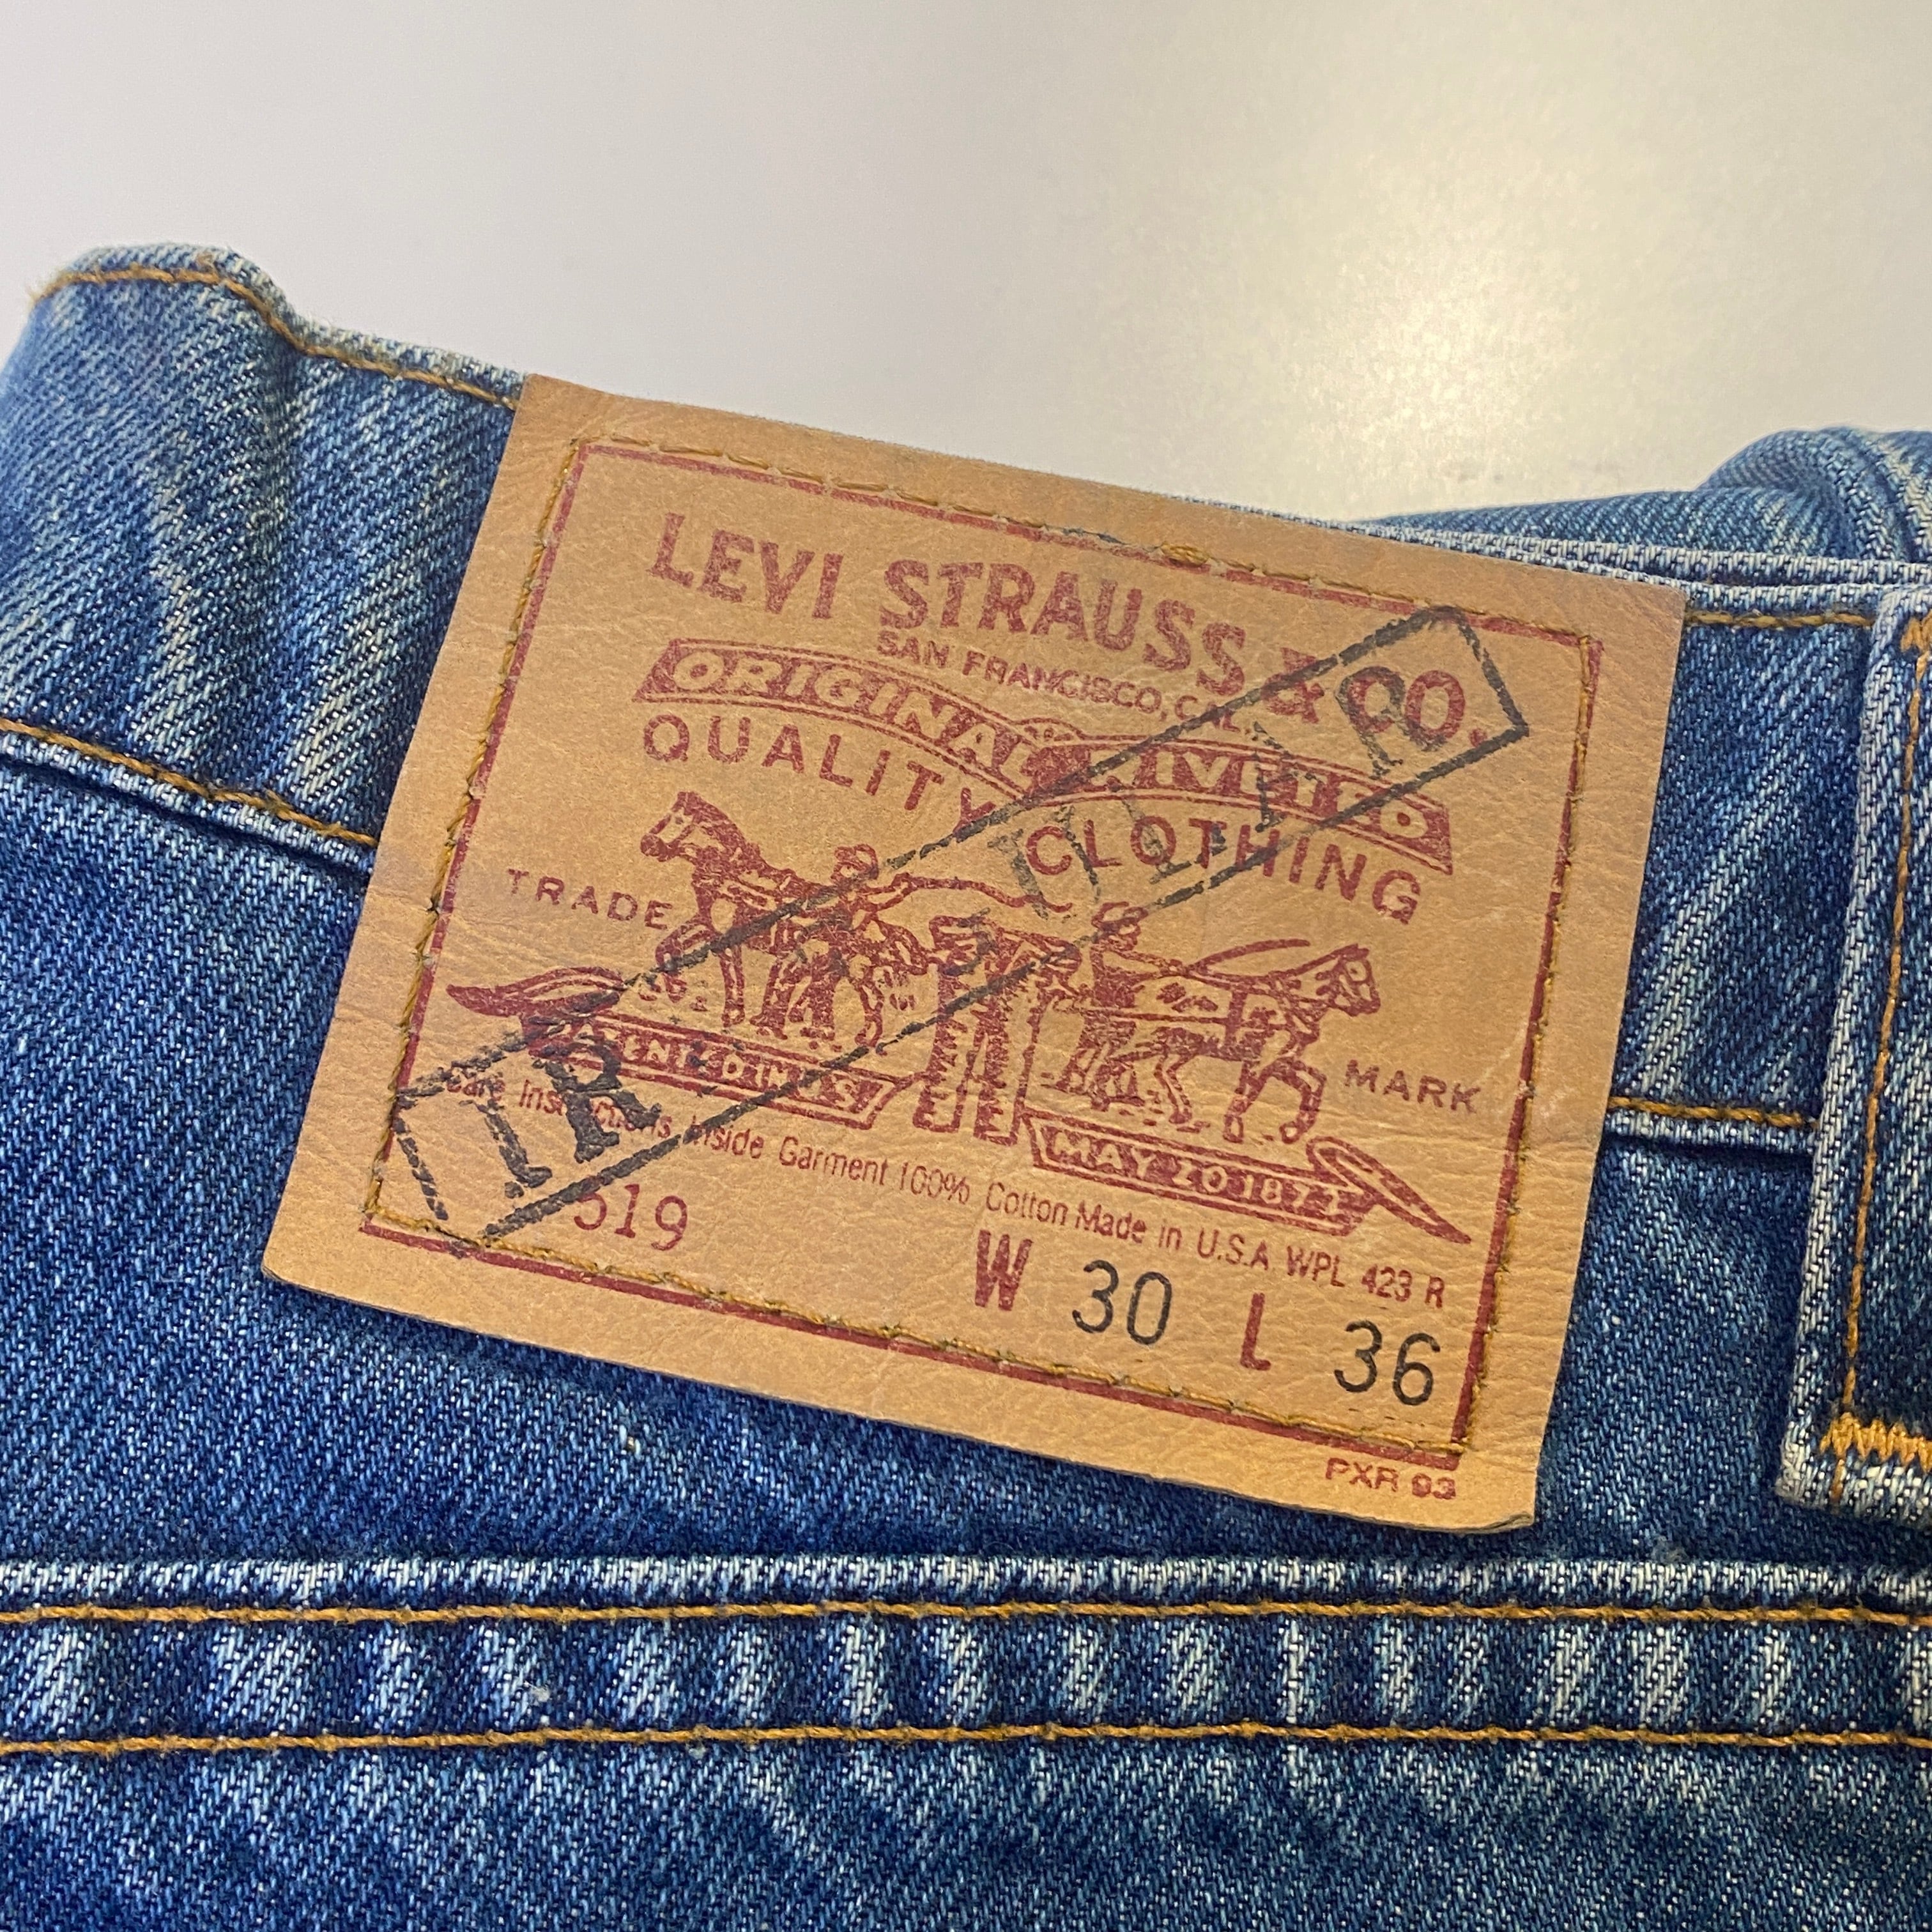 LEVI STRAUSS & CO.
SAN FRANCISCO, CAL.
ORIGINAL RIVETED
QUALITY CLOTHING
TRADE MARK
MAY 20 1873
Care Instructions Inside Garment 100% Cotton Made in U.S.A. WPL 423 R
519
W 30 L 36
PXR 93
IR